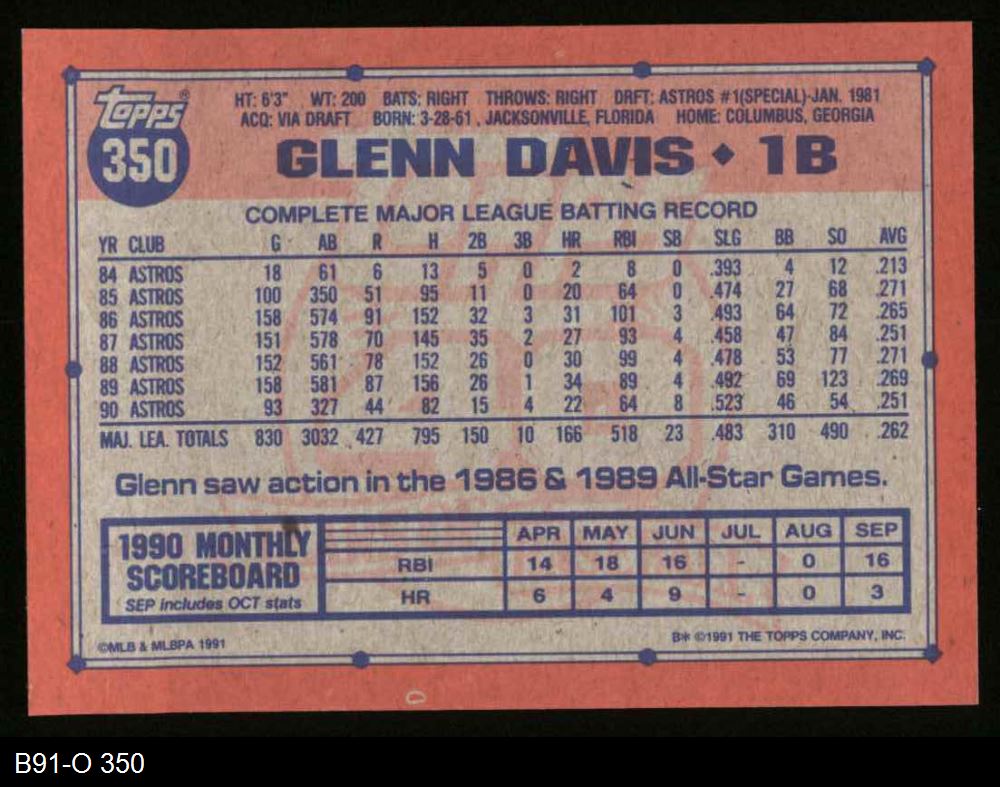 Topps®
350
HT: 6'3" WT: 200 BATS: RIGHT THROWS: RIGHT DRFT: ASTROS #1(SPECIAL)-JAN. 1981
ACQ: VIA DRAFT BORN: 3-28-61, JACKSONVILLE, FLORIDA HOME: COLUMBUS, GEORGIA
GLENN DAVIS ♦ 1B
COMPLETE MAJOR LEAGUE BATTING RECORD
YR CLUB G AB R H 2B 3B HR RBI SB SLG BB SO AVG
84 ASTROS 18 61 6 13 5 0 2 8 0 .393 4 12 .213
85 ASTROS 100 350 51 95 11 0 20 64 0 .474 27 68 .271
86 ASTROS 158 574 91 152 32 3 31 101 3 .493 64 72 .265
87 ASTROS 151 578 70 145 35 2 27 93 4 .458 47 84 .251
88 ASTROS 152 561 78 152 26 0 30 99 4 .478 53 77 .271
89 ASTROS 158 581 87 156 26 1 34 89 4 .492 69 123 .269
90 ASTROS 93 327 44 82 15 4 22 64 8 .523 46 54 .251
MAJ. LEA. TOTALS 830 3032 427 795 150 10 166 518 23 .483 310 490 .262
Glenn saw action in the 1986 & 1989 All-Star Games.
1990 MONTHLY
SCOREBOARD
SEP includes OCT stats
APR MAY JUN JUL AUG SEP
RBI 14 18 16 - 0 16
HR 6 4 9 - 0 3
©MLB & MLBPA 1991
B* ©1991 THE TOPPS COMPANY, INC.
B91-O 350